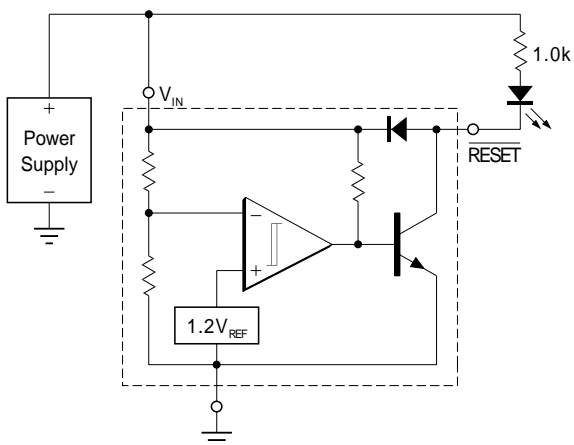 1.0k
V_IN
+
Power
Supply
−
RESET
−
+
1.2V_REF